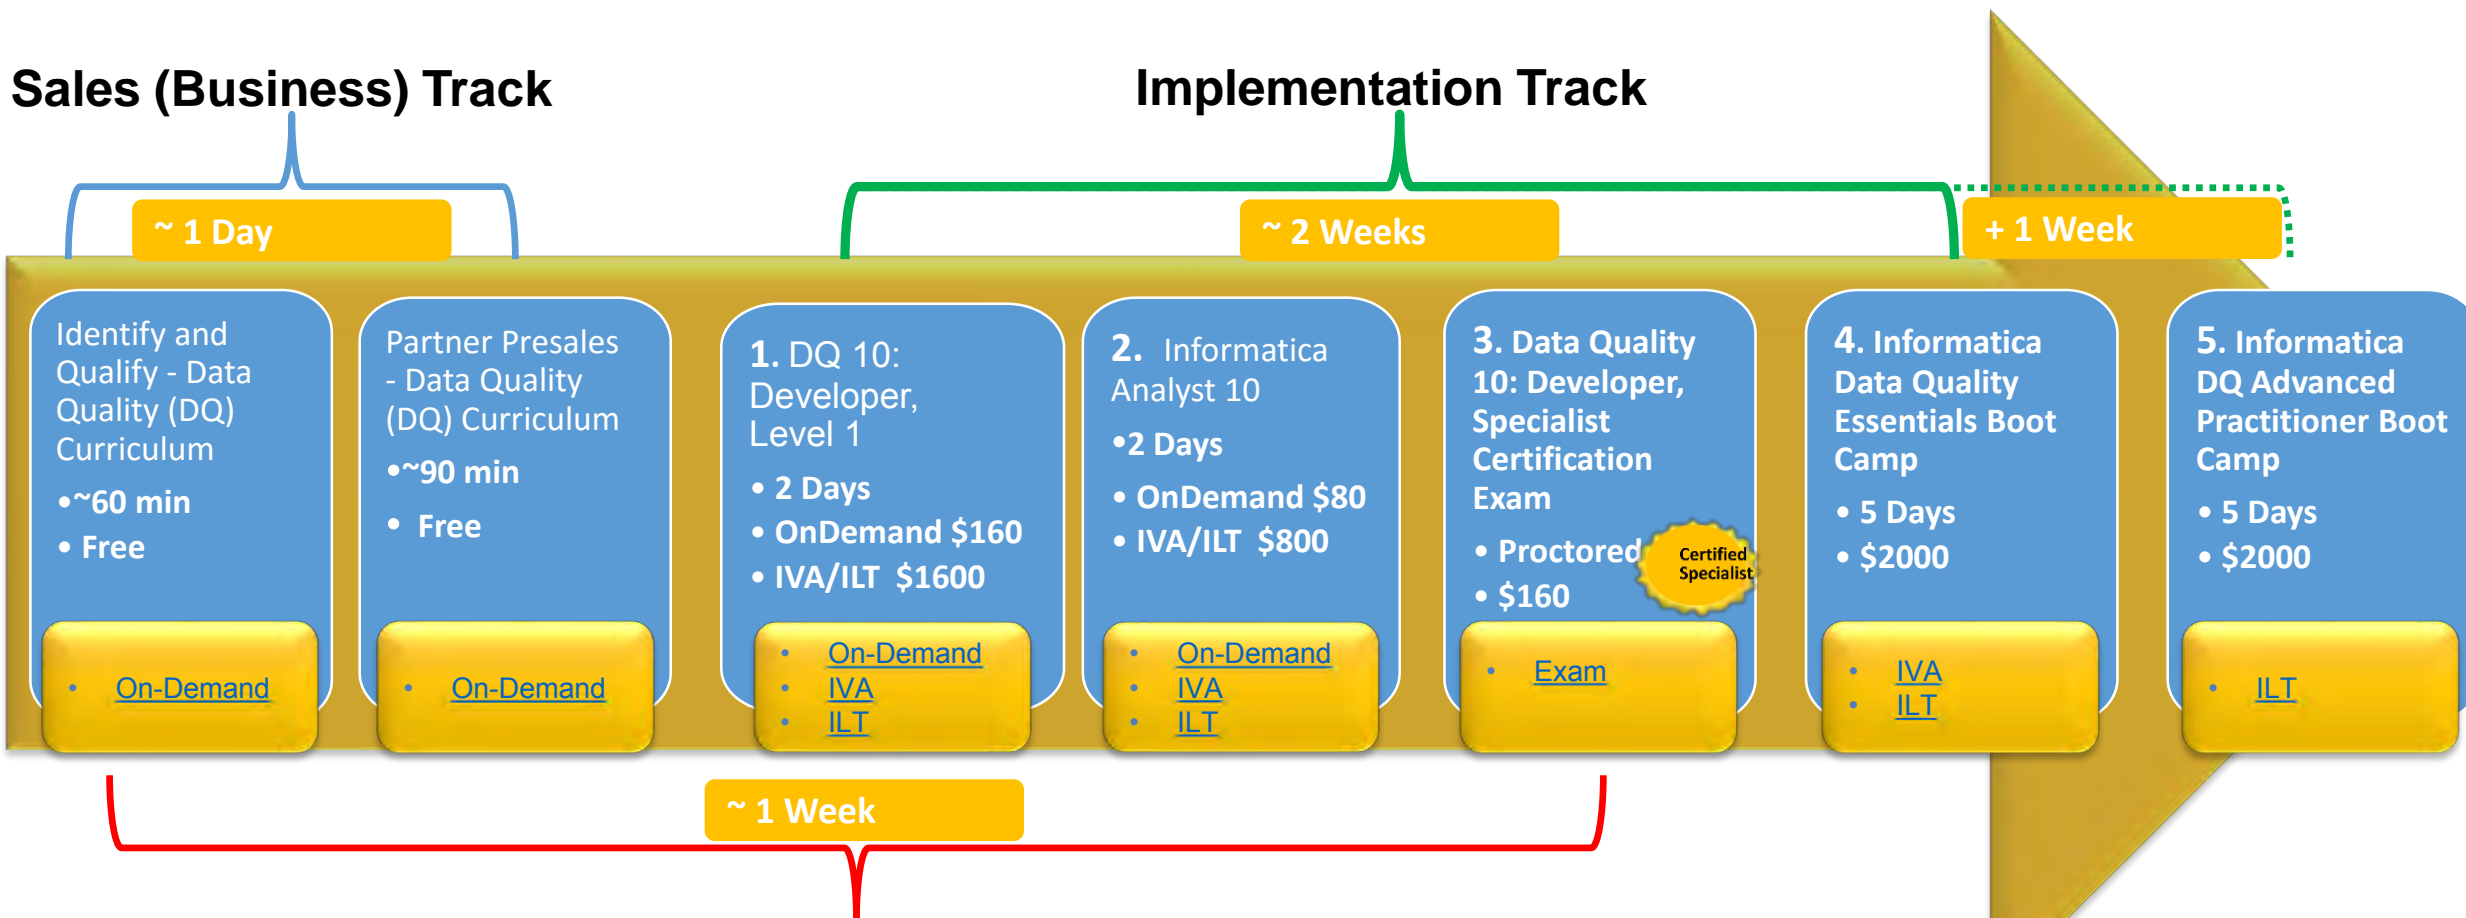 Sales (Business) Track
Implementation Track
~ 1 Day
~ 2 Weeks
+ 1 Week
Identify and
Qualify - Data
Quality (DQ)
Curriculum
•~60 min
• Free
• On-Demand
Partner Presales
- Data Quality
(DQ) Curriculum
•~90 min
• Free
• On-Demand
1. DQ 10:
Developer,
Level 1
• 2 Days
• OnDemand $160
• IVA/ILT $1600
• On-Demand
• IVA
• ILT
2. Informatica
Analyst 10
•2 Days
• OnDemand $80
• IVA/ILT $800
• On-Demand
• IVA
• ILT
3. Data Quality
10: Developer,
Specialist
Certification
Exam
• Proctored
• $160
Certified
Specialist
• Exam
4. Informatica
Data Quality
Essentials Boot
Camp
• 5 Days
• $2000
• IVA
• ILT
5. Informatica
DQ Advanced
Practitioner Boot
Camp
• 5 Days
• $2000
• ILT
~ 1 Week